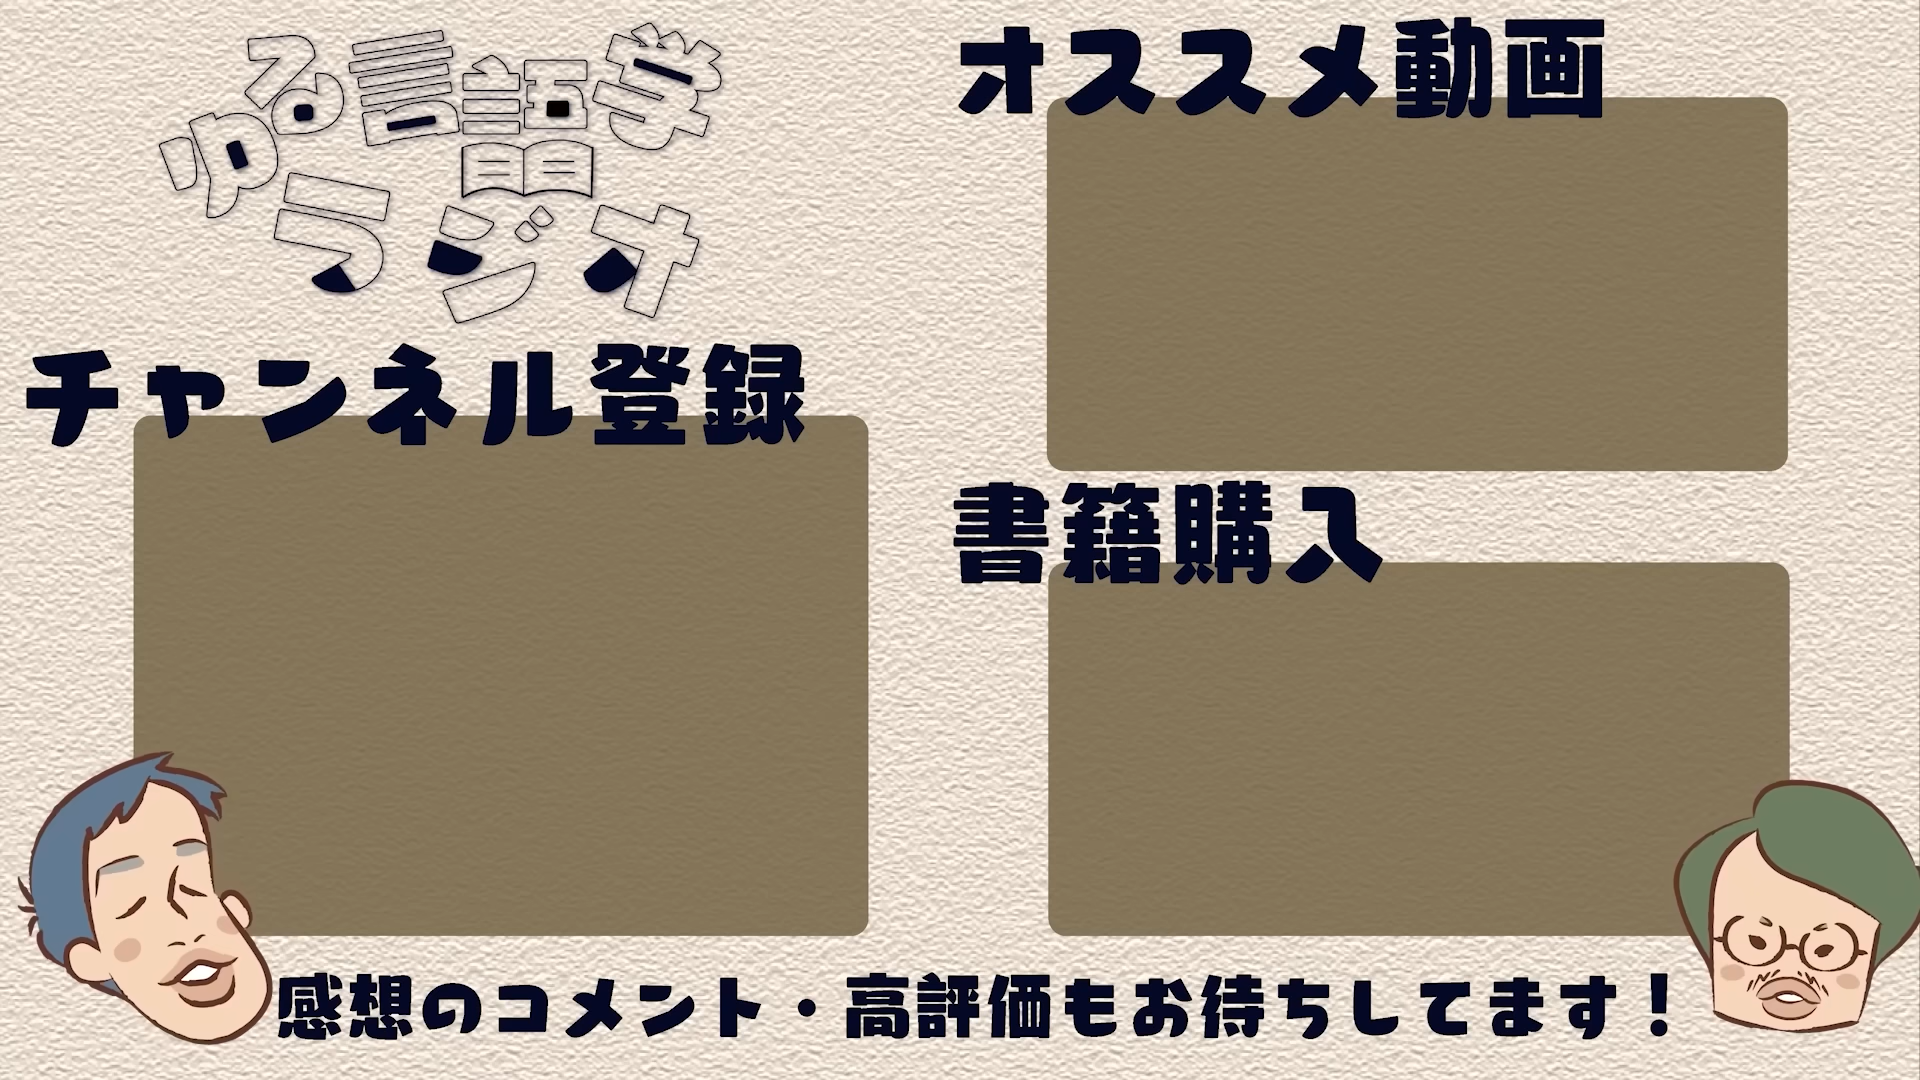 ゆる言語学
ラジオ
チャンネル登録
オススメ動画
書籍購入
感想のコメント・高評価もお待ちしてます！